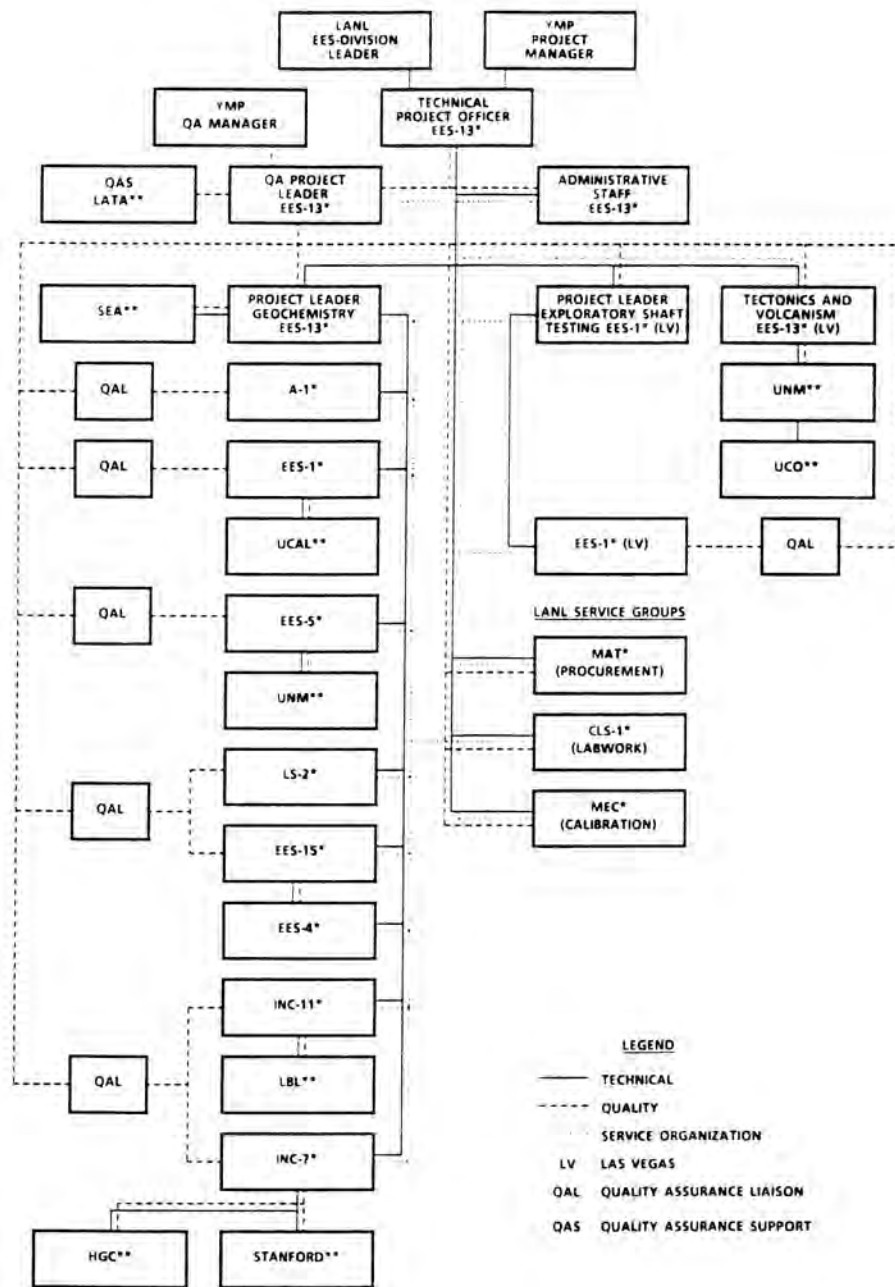 LANL
EES-DIVISION
LEADER
YMP
PROJECT
MANAGER
YMP
QA MANAGER
TECHNICAL
PROJECT OFFICER
EES-13*
QAS
LATA**
QA PROJECT
LEADER
EES-13*
ADMINISTRATIVE
STAFF
EES-13*
SEA**
PROJECT LEADER
GEOCHEMISTRY
EES-13*
PROJECT LEADER
EXPLORATORY SHAFT
TESTING EES-1* (LV)
TECTONICS AND
VOLCANISM
EES-13* (LV)
QAL
A-1*
UNM**
QAL
EES-1*
UCO**
UCAL**
EES-1* (LV)
QAL
QAL
EES-5*
LANL SERVICE GROUPS
MAT*
(PROCUREMENT)
UNM**
CLS-1*
(LABWORK)
LS-2*
QAL
MEC*
(CALIBRATION)
EES-15*
EES-4*
INC-11*
QAL
LBL**
INC-7*
HGC**
STANFORD**
LEGEND
TECHNICAL
QUALITY
SERVICE ORGANIZATION
LV LAS VEGAS
QAL QUALITY ASSURANCE LIAISON
QAS QUALITY ASSURANCE SUPPORT